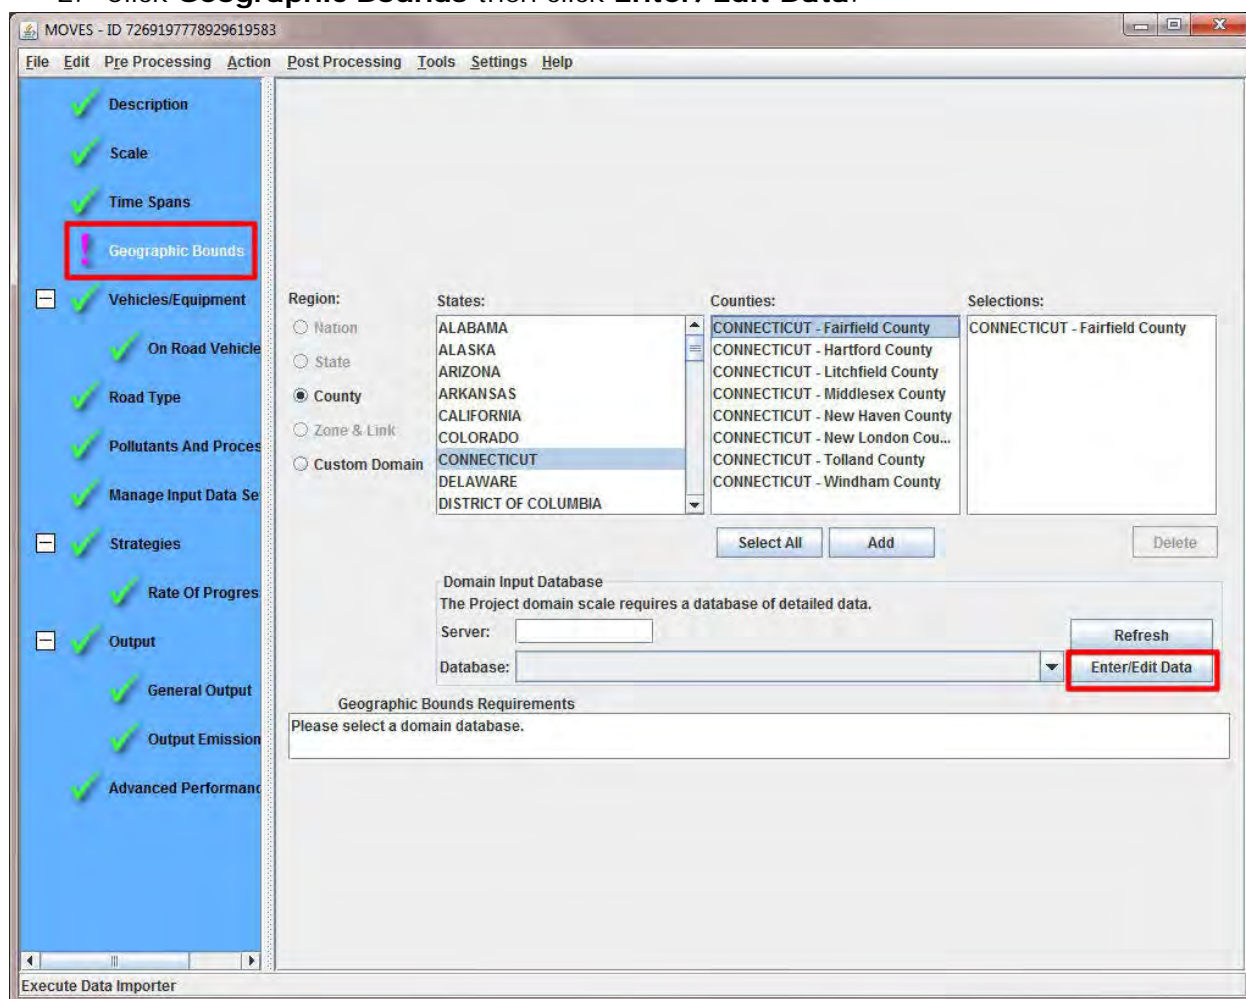 2. Click Geographic Bounds then click Enter/Edit Data.
MOVES - ID 7269197778929619583
File Edit Pre Processing Action Post Processing Tools Settings Help
Description
Scale
Time Spans
Geographic Bounds
Vehicles/Equipment
On Road Vehicle
Road Type
Pollutants And Proces
Manage Input Data Se
Strategies
Rate Of Progres
Output
General Output
Output Emission
Advanced Performanc
Region:
Nation
State
County
Zone & Link
Custom Domain
States:
ALABAMA
ALASKA
ARIZONA
ARKANSAS
CALIFORNIA
COLORADO
CONNECTICUT
DELAWARE
DISTRICT OF COLUMBIA
Counties:
CONNECTICUT - Fairfield County
CONNECTICUT - Hartford County
CONNECTICUT - Litchfield County
CONNECTICUT - Middlesex County
CONNECTICUT - New Haven County
CONNECTICUT - New London Cou...
CONNECTICUT - Tolland County
CONNECTICUT - Windham County
Selections:
CONNECTICUT - Fairfield County
Select All
Add
Delete
Domain Input Database
The Project domain scale requires a database of detailed data.
Server:
Refresh
Database:
Enter/Edit Data
Geographic Bounds Requirements
Please select a domain database.
Execute Data Importer